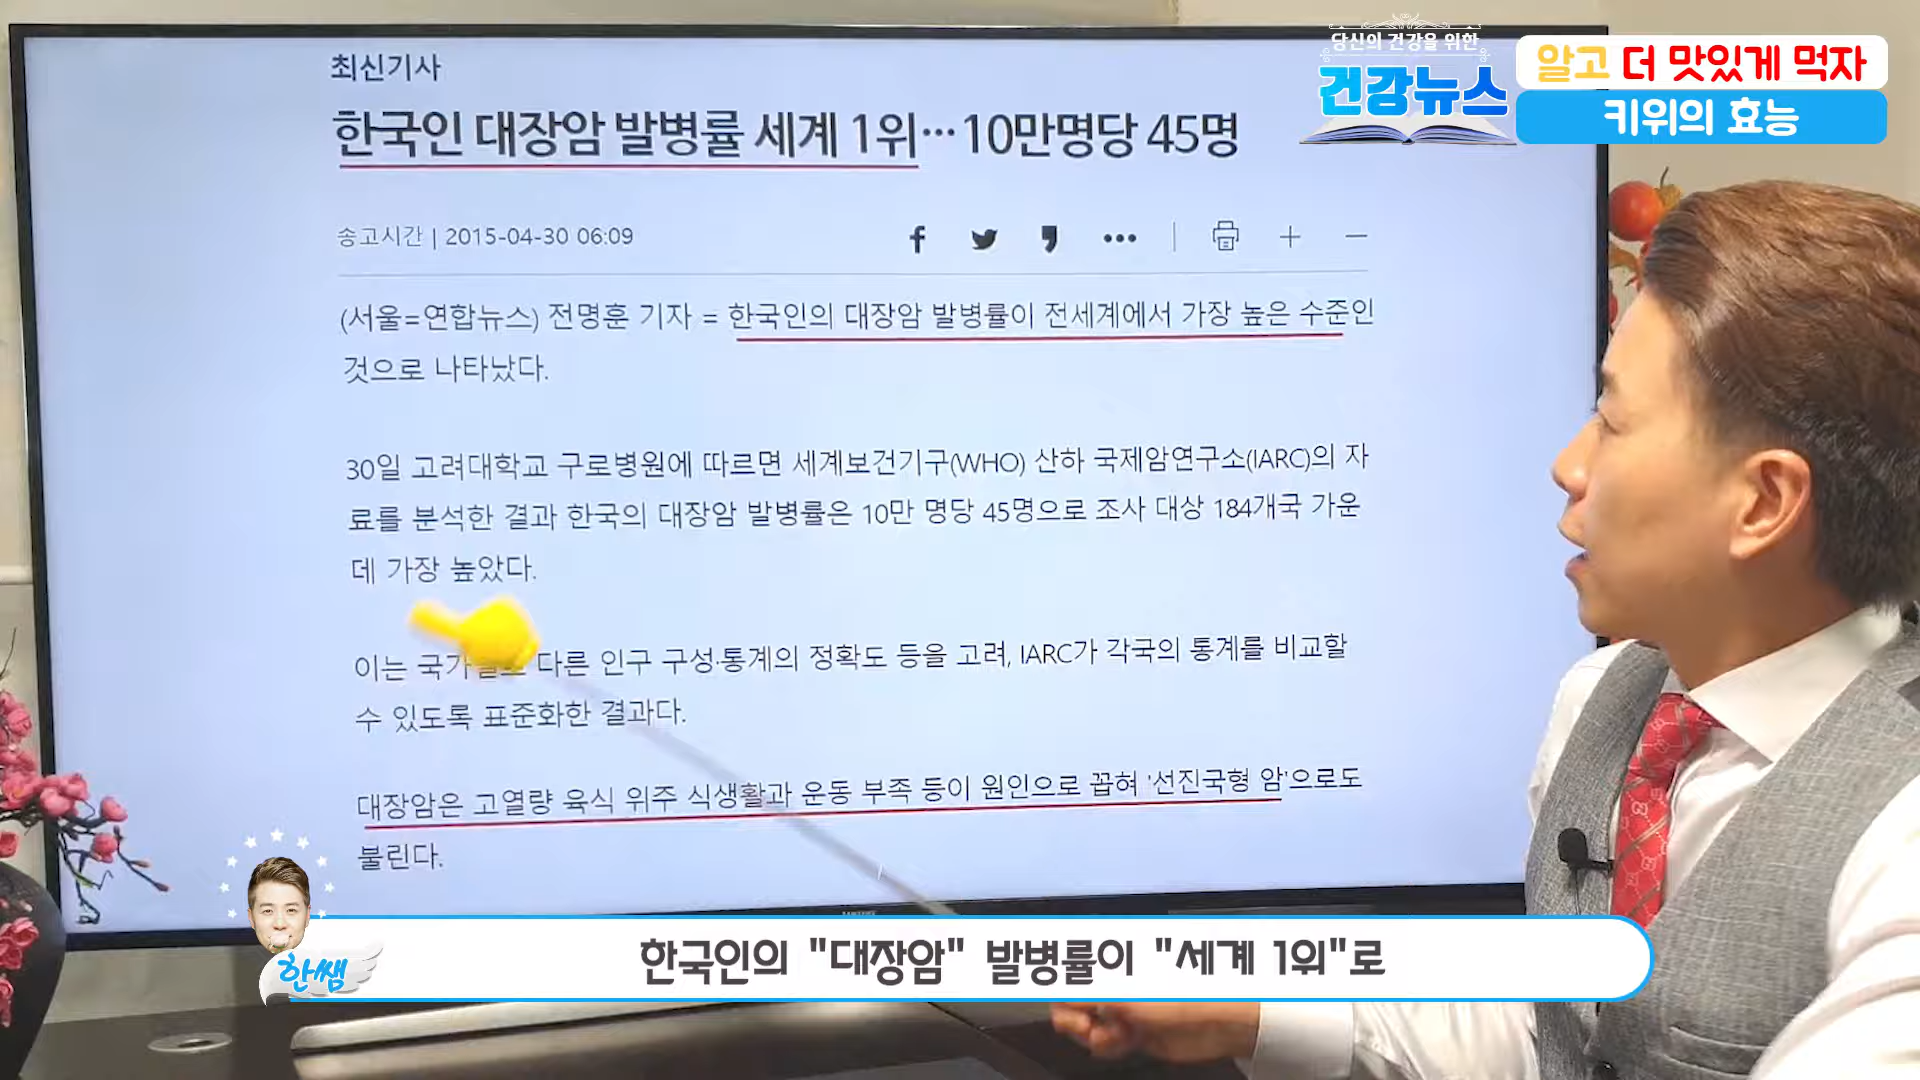 당신의 건강을 위한
건강뉴스
알고 더 맛있게 먹자
키위의 효능
최신기사
한국인 대장암 발병률 세계 1위…10만명당 45명
송고시간 | 2015-04-30 06:09
(서울=연합뉴스) 전명훈 기자 = 한국인의 대장암 발병률이 전세계에서 가장 높은 수준인
것으로 나타났다.
30일 고려대학교 구로병원에 따르면 세계보건기구(WHO) 산하 국제암연구소(IARC)의 자
료를 분석한 결과 한국의 대장암 발병률은 10만 명당 45명으로 조사 대상 184개국 가운
데 가장 높았다.
이는 다른 인구 구성·통계의 정확도 등을 고려, IARC가 각국의 통계를 비교할
수 있도록 표준화한 결과다.
대장암은 고열량 육식 위주 식생활과 운동 부족 등이 원인으로 꼽혀 '선진국형 암'으로도
불린다.
한쌤
한국인의 "대장암" 발병률이 "세계 1위"로